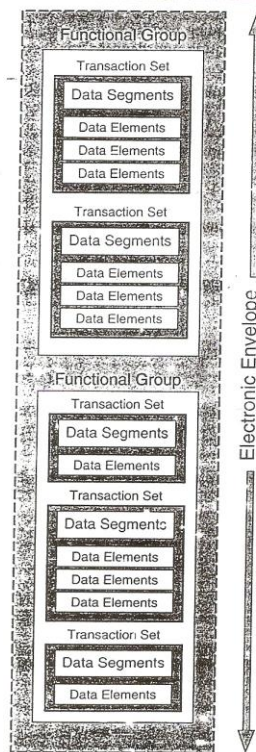 Functional Group
Transaction Set
Data Segments
Data Elements
Data Elements
Data Elements
Transaction Set
Data Segments
Data Elements
Data Elements
Data Elements
Functional Group
Transaction Set
Data Segments
Data Elements
Transaction Set
Data Segments
Data Elements
Data Elements
Data Elements
Transaction Set
Data Segments
Data Elements
Electronic Envelope